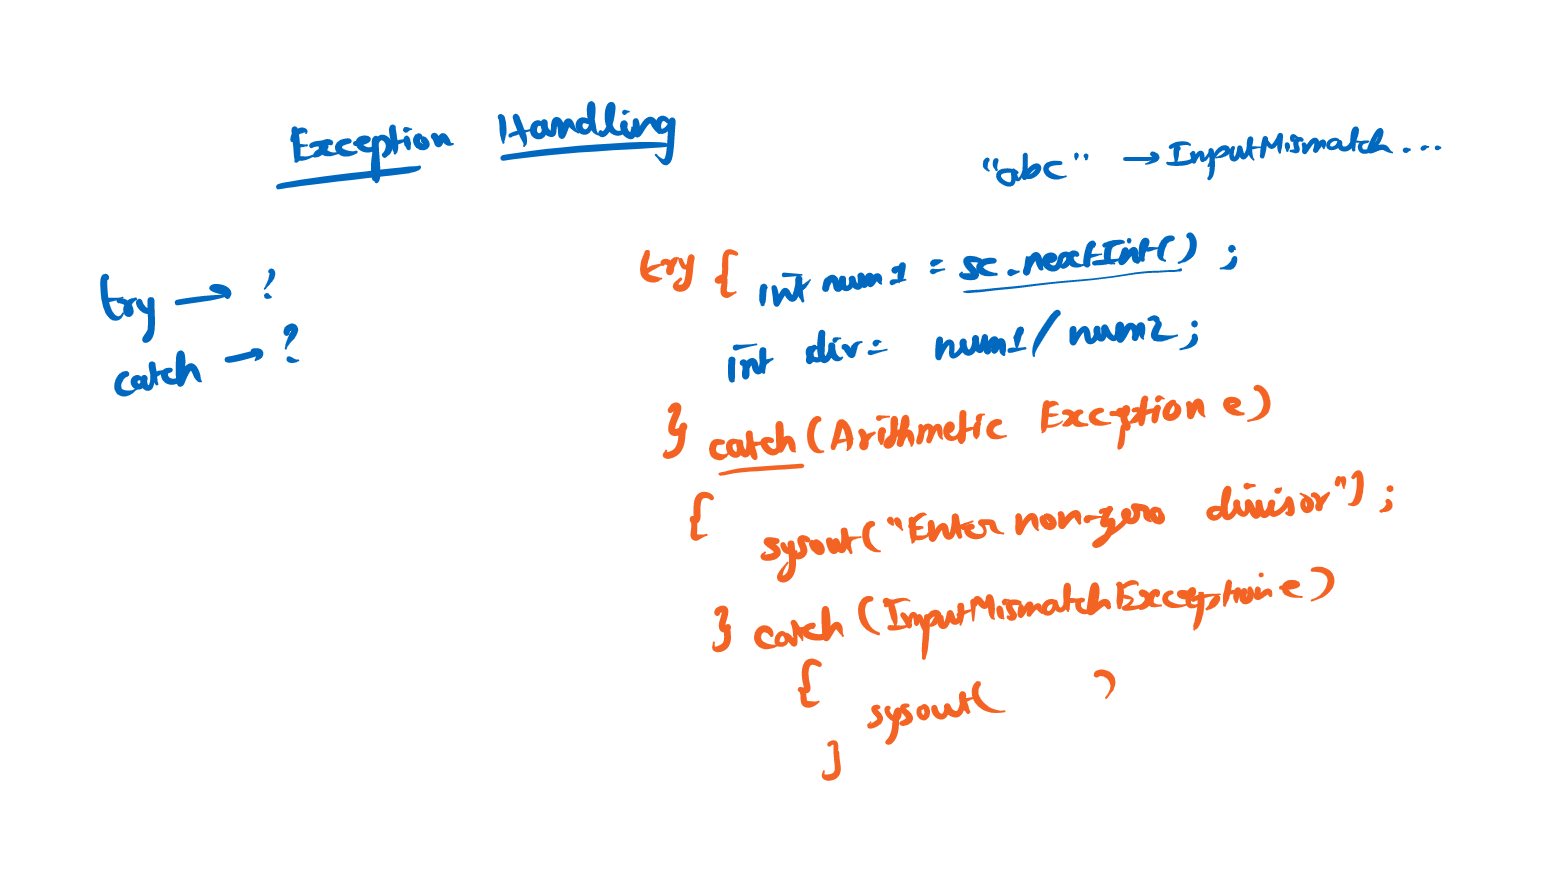 Exception Handling
"abc" → InputMismatch...
try → ?
catch → ?
try { int num1 = sc.nextInt() ;
int div = num1 / num2 ;
} catch (Arithmetic Exception e)
{
sysout( "Enter non-zero divisor") ;
} catch (InputMismatchException e)
{
sysout( )
}